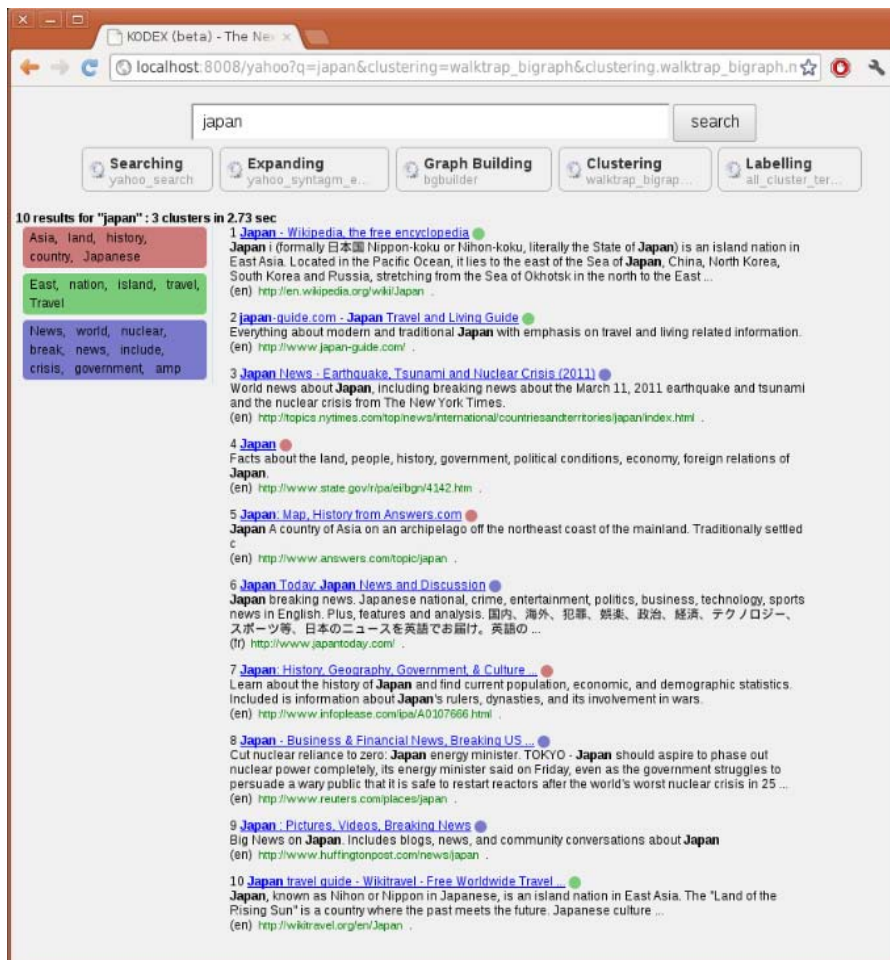 KODEX (beta) - The Ne
localhost:8008/yahoo?q=japan&clustering=walktrap_bigraph&clustering.walktrap_bigraph.n
japan
search
Searching
yahoo_search
Expanding
yahoo_syntagm_e...
Graph Building
bgbuilder
Clustering
walktrap_bigrap...
Labelling
all_cluster_ter...
10 results for "japan" : 3 clusters in 2.73 sec
Asia, land, history,
country, Japanese
East, nation, island, travel,
Travel
News, world, nuclear,
break, news, include,
crisis, government, amp
1 Japan - Wikipedia, the free encyclopedia
Japan i (formally 日本国 Nippon-koku or Nihon-koku, literally the State of Japan) is an island nation in
East Asia. Located in the Pacific Ocean, it lies to the east of the Sea of Japan, China, North Korea,
South Korea and Russia, stretching from the Sea of Okhotsk in the north to the East ...
(en) http://en.wikipedia.org/wiki/Japan .
2 japan-guide.com - Japan Travel and Living Guide
Everything about modern and traditional Japan with emphasis on travel and living related information.
(en) http://www.japan-guide.com/ .
3 Japan News - Earthquake, Tsunami and Nuclear Crisis (2011)
World news about Japan, including breaking news about the March 11, 2011 earthquake and tsunami
and the nuclear crisis from The New York Times.
(en) http://topics.nytimes.com/top/news/international/countriesandterritories/japan/index.html .
4 Japan
Facts about the land, people, history, government, political conditions, economy, foreign relations of
Japan.
(en) http://www.state.gov/r/pa/ei/bgn/4142.htm .
5 Japan: Map, History from Answers.com
Japan A country of Asia on an archipelago off the northeast coast of the mainland. Traditionally settled
c
(en) http://www.answers.com/topic/japan .
6 Japan Today: Japan News and Discussion
Japan breaking news. Japanese national, crime, entertainment, politics, business, technology, sports
news in English. Plus, features and analysis. 国内、海外、犯罪、娯楽、政治、経済、テクノロジー、
スポーツ等、日本のニュースを英語でお届け。英語の ...
(fr) http://www.japantoday.com/ .
7 Japan: History, Geography, Government, & Culture ...
Learn about the history of Japan and find current population, economic, and demographic statistics.
Included is information about Japan's rulers, dynasties, and its involvement in wars.
(en) http://www.infoplease.com/ipa/A0107666.html .
8 Japan - Business & Financial News, Breaking US ...
Cut nuclear reliance to zero: Japan energy minister. TOKYO - Japan should aspire to phase out
nuclear power completely, its energy minister said on Friday, even as the government struggles to
persuade a wary public that it is safe to restart reactors after the world's worst nuclear crisis in 25 ...
(en) http://www.reuters.com/places/japan .
9 Japan : Pictures, Videos, Breaking News
Big News on Japan. Includes blogs, news, and community conversations about Japan
(en) http://www.huffingtonpost.com/news/japan .
10 Japan travel guide - Wikitravel - Free Worldwide Travel ...
Japan, known as Nihon or Nippon in Japanese, is an island nation in East Asia. The "Land of the
Rising Sun" is a country where the past meets the future. Japanese culture ...
(en) http://wikitravel.org/en/Japan .